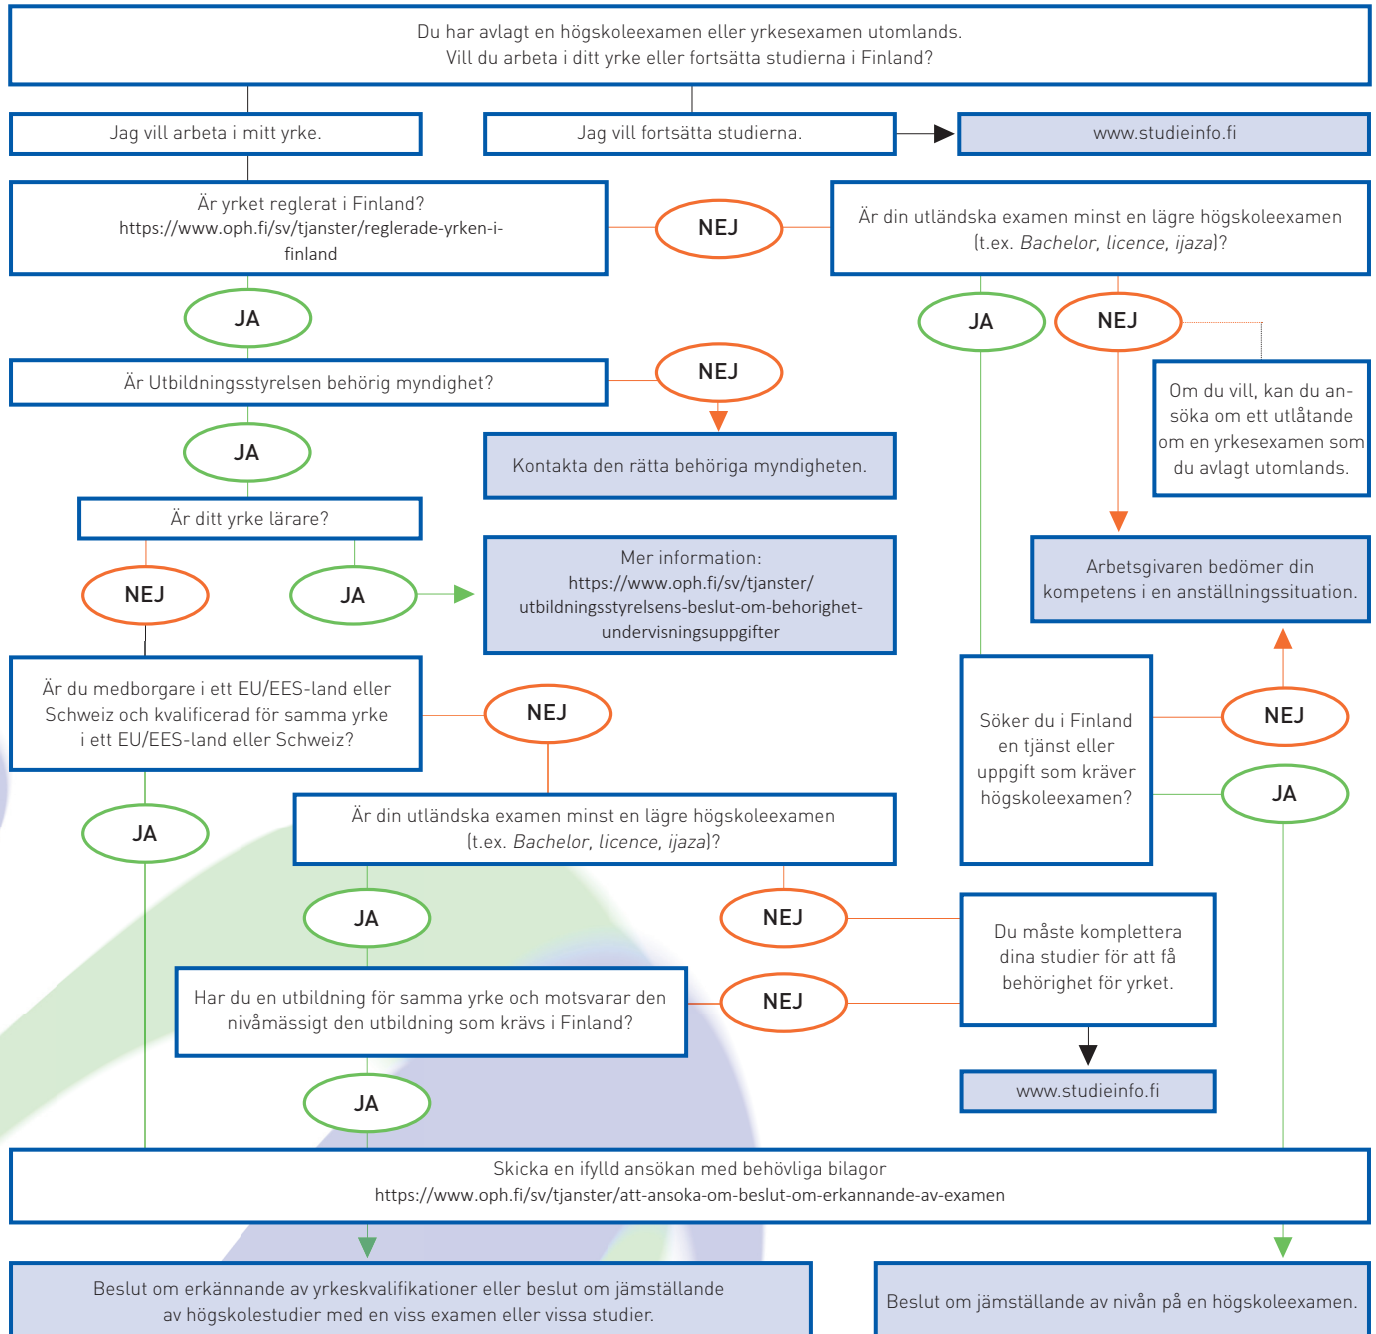 Du har avlagt en högskoleexamen eller yrkesexamen utomlands.
Vill du arbeta i ditt yrke eller fortsätta studierna i Finland?
Jag vill arbeta i mitt yrke.
Jag vill fortsätta studierna.
www.studieinfo.fi
Är yrket reglerat i Finland?
https://www.oph.fi/sv/tjanster/reglerade-yrken-i-
finland
NEJ
Är din utländska examen minst en lägre högskoleexamen
(t.ex. Bachelor, licence, ijaza)?
JA
JA
NEJ
Är Utbildningsstyrelsen behörig myndighet?
NEJ
Om du vill, kan du an-
söka om ett utlåtande
om en yrkesexamen som
du avlagt utomlands.
JA
Kontakta den rätta behöriga myndigheten.
Är ditt yrke lärare?
NEJ
JA
Mer information:
https://www.oph.fi/sv/tjanster/
utbildningsstyrelsens-beslut-om-behorighet-
undervisningsuppgifter
Arbetsgivaren bedömer din
kompetens i en anställningssituation.
Är du medborgare i ett EU/EES-land eller
Schweiz och kvalificerad för samma yrke
i ett EU/EES-land eller Schweiz?
NEJ
Söker du i Finland
en tjänst eller
uppgift som kräver
högskoleexamen?
NEJ
JA
JA
Är din utländska examen minst en lägre högskoleexamen
(t.ex. Bachelor, licence, ijaza)?
JA
NEJ
Du måste komplettera
dina studier för att få
behörighet för yrket.
Har du en utbildning för samma yrke och motsvarar den
nivåmässigt den utbildning som krävs i Finland?
NEJ
www.studieinfo.fi
JA
Skicka en ifylld ansökan med behövliga bilagor
https://www.oph.fi/sv/tjanster/att-ansoka-om-beslut-om-erkannande-av-examen
Beslut om erkännande av yrkeskvalifikationer eller beslut om jämställande
av högskolestudier med en viss examen eller vissa studier.
Beslut om jämställande av nivån på en högskoleexamen.